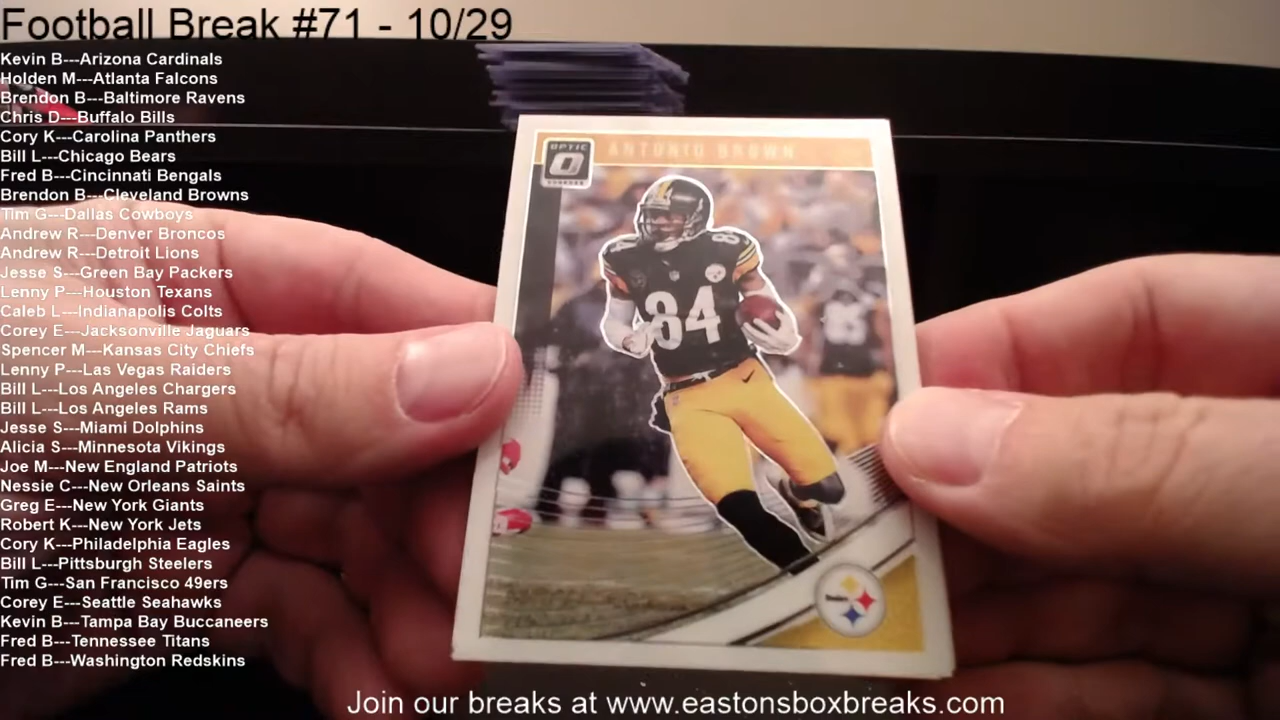 Football Break #71 - 10/29
Kevin B---Arizona Cardinals
Holden M---Atlanta Falcons
Brendon B---Baltimore Ravens
Chris D---Buffalo Bills
Cory K---Carolina Panthers
Bill L---Chicago Bears
Fred B---Cincinnati Bengals
Brendon B---Cleveland Browns
Tim G---Dallas Cowboys
Andrew R---Denver Broncos
Andrew R---Detroit Lions
Jesse S---Green Bay Packers
Lenny P---Houston Texans
Caleb L---Indianapolis Colts
Corey E---Jacksonville Jaguars
Spencer M---Kansas City Chiefs
Lenny P---Las Vegas Raiders
Bill L---Los Angeles Chargers
Bill L---Los Angeles Rams
Jesse S---Miami Dolphins
Alicia S---Minnesota Vikings
Joe M---New England Patriots
Nessie C---New Orleans Saints
Greg E---New York Giants
Robert K---New York Jets
Cory K---Philadelphia Eagles
Bill L---Pittsburgh Steelers
Tim G---San Francisco 49ers
Corey E---Seattle Seahawks
Kevin B---Tampa Bay Buccaneers
Fred B---Tennessee Titans
Fred B---Washington Redskins
OPTIC
ANTONIO BROWN
84
84
84
Join our breaks at www.eastonsboxbreaks.com